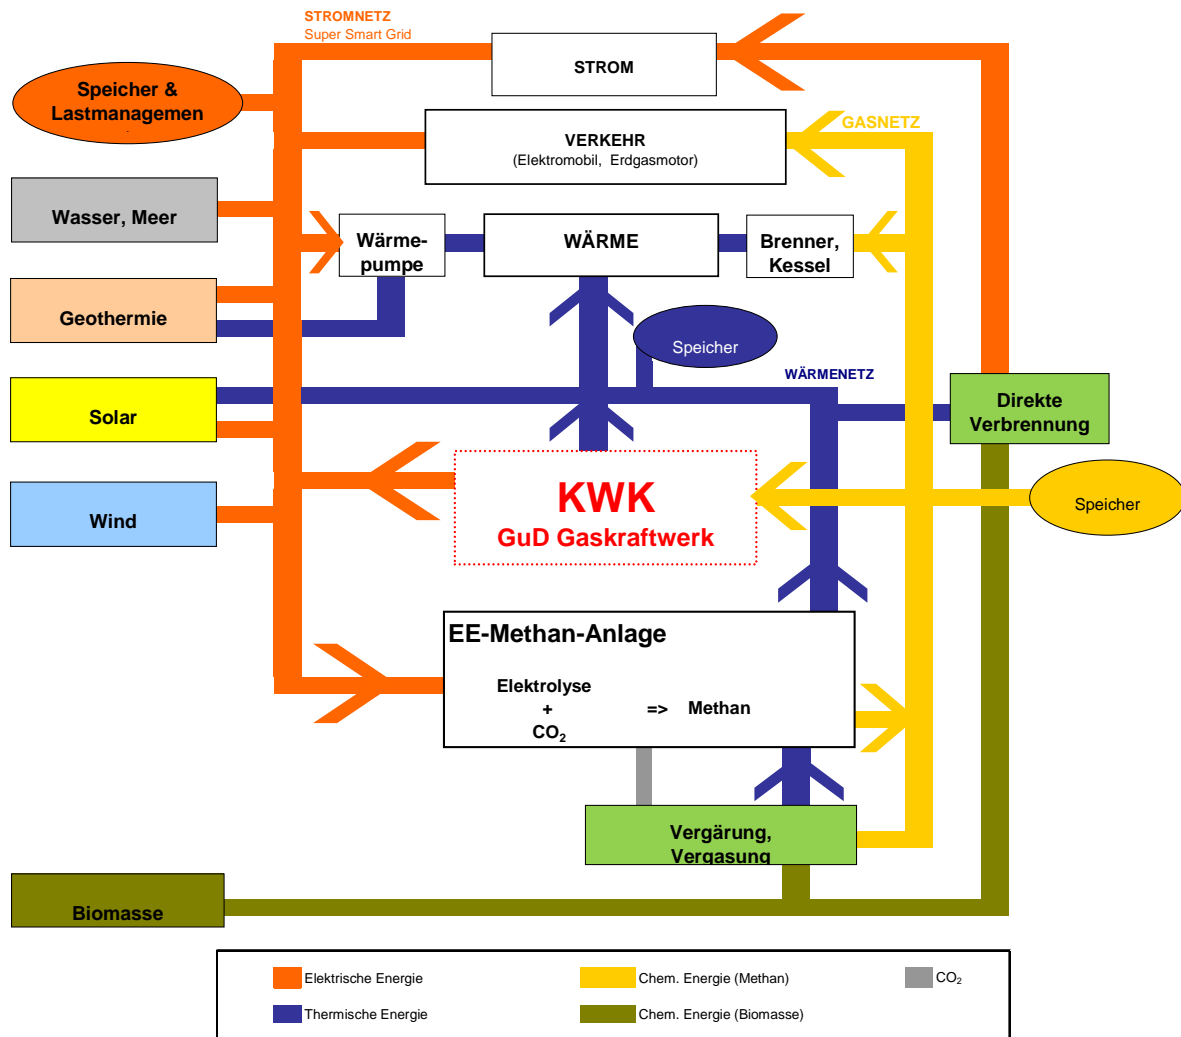 STROMNETZ
Super Smart Grid
STROM
Speicher &
Lastmanagemen
GASNETZ
VERKEHR
(Elektromobil, Erdgasmotor)
Wasser, Meer
Wärme-
pumpe
WÄRME
Brenner,
Kessel
Geothermie
Speicher
WÄRMENETZ
Solar
Direkte
Verbrennung
KWK
GuD Gaskraftwerk
Speicher
Wind
EE-Methan-Anlage
Elektrolyse
+
CO₂
=> Methan
Vergärung,
Vergasung
Biomasse
Elektrische Energie
Chem. Energie (Methan)
CO₂
Thermische Energie
Chem. Energie (Biomasse)